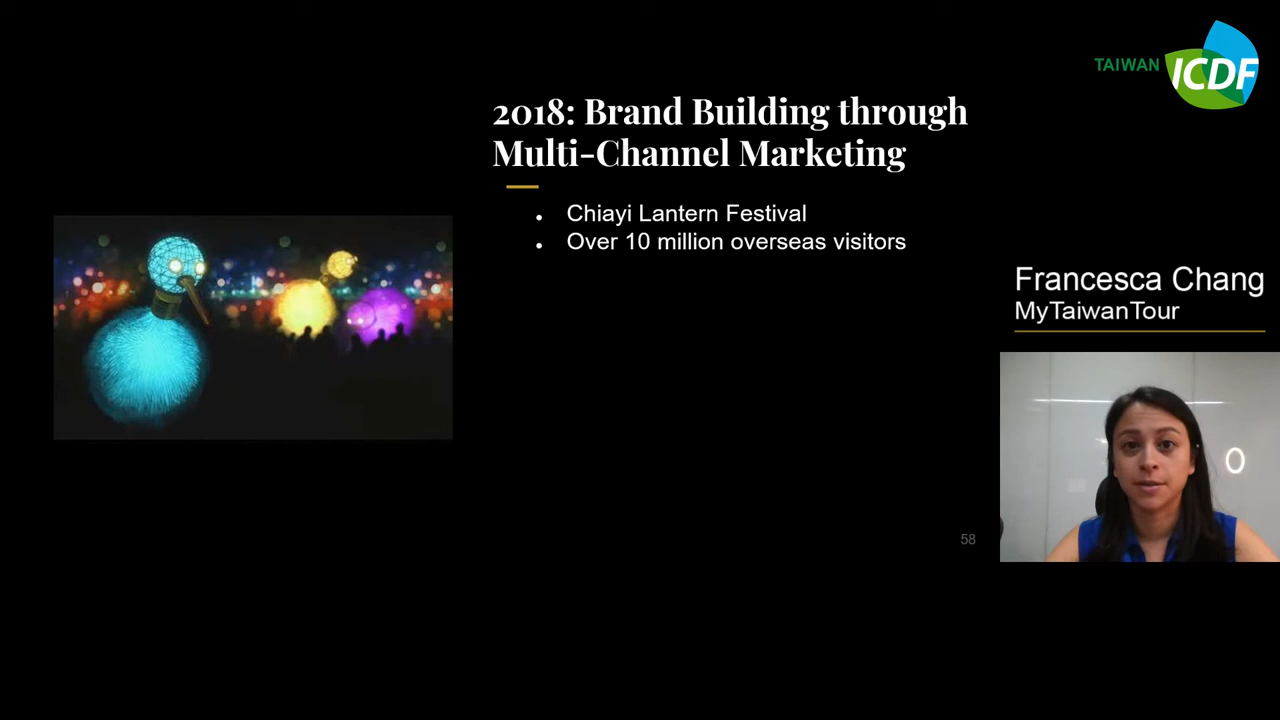 TAIWAN ICDF
2018: Brand Building through
Multi-Channel Marketing
• Chiayi Lantern Festival
• Over 10 million overseas visitors
Francesca Chang
MyTaiwanTour
58